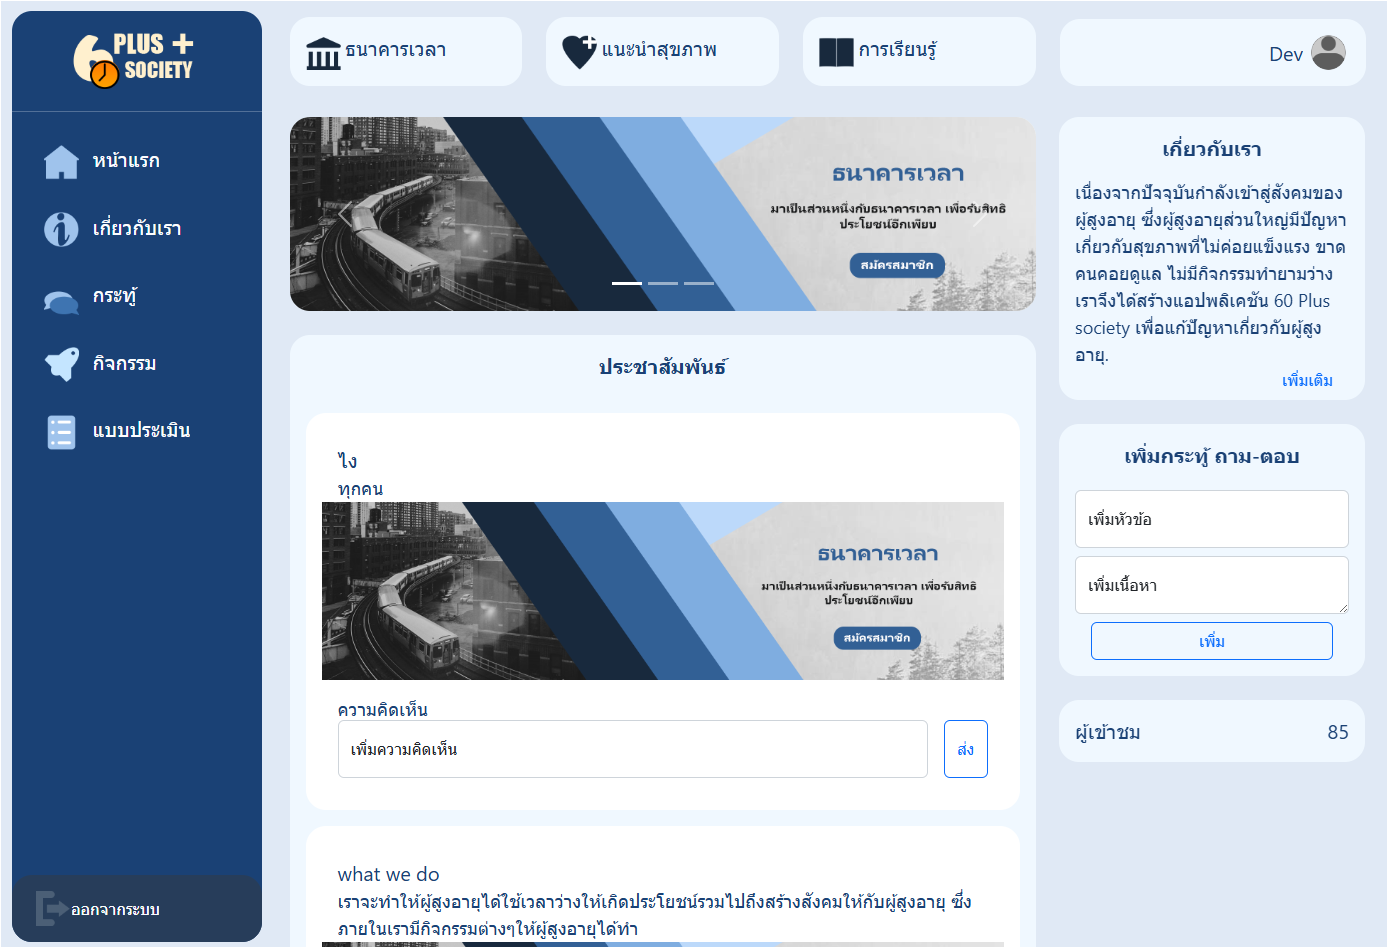 6 PLUS +
SOCIETY
หน้าแรก
เกี่ยวกับเรา
กระทู้
กิจกรรม
แบบประเมิน
ออกจากระบบ
ธนาคารเวลา
แนะนำสุขภาพ
การเรียนรู้
Dev
ธนาคารเวลา
มาเป็นส่วนหนึ่งกับธนาคารเวลา เพื่อรับสิทธิ
ประโยชน์อีกเพียบ
สมัครสมาชิก
ประชาสัมพันธ์
ไง
ทุกคน
ธนาคารเวลา
มาเป็นส่วนหนึ่งกับธนาคารเวลา เพื่อรับสิทธิ
ประโยชน์อีกเพียบ
สมัครสมาชิก
ความคิดเห็น
เพิ่มความคิดเห็น
ส่ง
what we do
เราจะทำให้ผู้สูงอายุได้ใช้เวลาว่างให้เกิดประโยชน์รวมไปถึงสร้างสังคมให้กับผู้สูงอายุ ซึ่ง
ภายในเรามีกิจกรรมต่างๆให้ผู้สูงอายุได้ทำ
เกี่ยวกับเรา
เนื่องจากปัจจุบันกำลังเข้าสู่สังคมของ
ผู้สูงอายุ ซึ่งผู้สูงอายุส่วนใหญ่มีปัญหา
เกี่ยวกับสุขภาพที่ไม่ค่อยแข็งแรง ขาด
คนคอยดูแล ไม่มีกิจกรรมทำยามว่าง
เราจึงได้สร้างแอปพลิเคชัน 60 Plus
society เพื่อแก้ปัญหาเกี่ยวกับผู้สูง
อายุ.
เพิ่มเติม
เพิ่มกระทู้ ถาม-ตอบ
เพิ่มหัวข้อ
เพิ่มเนื้อหา
เพิ่ม
ผู้เข้าชม 85